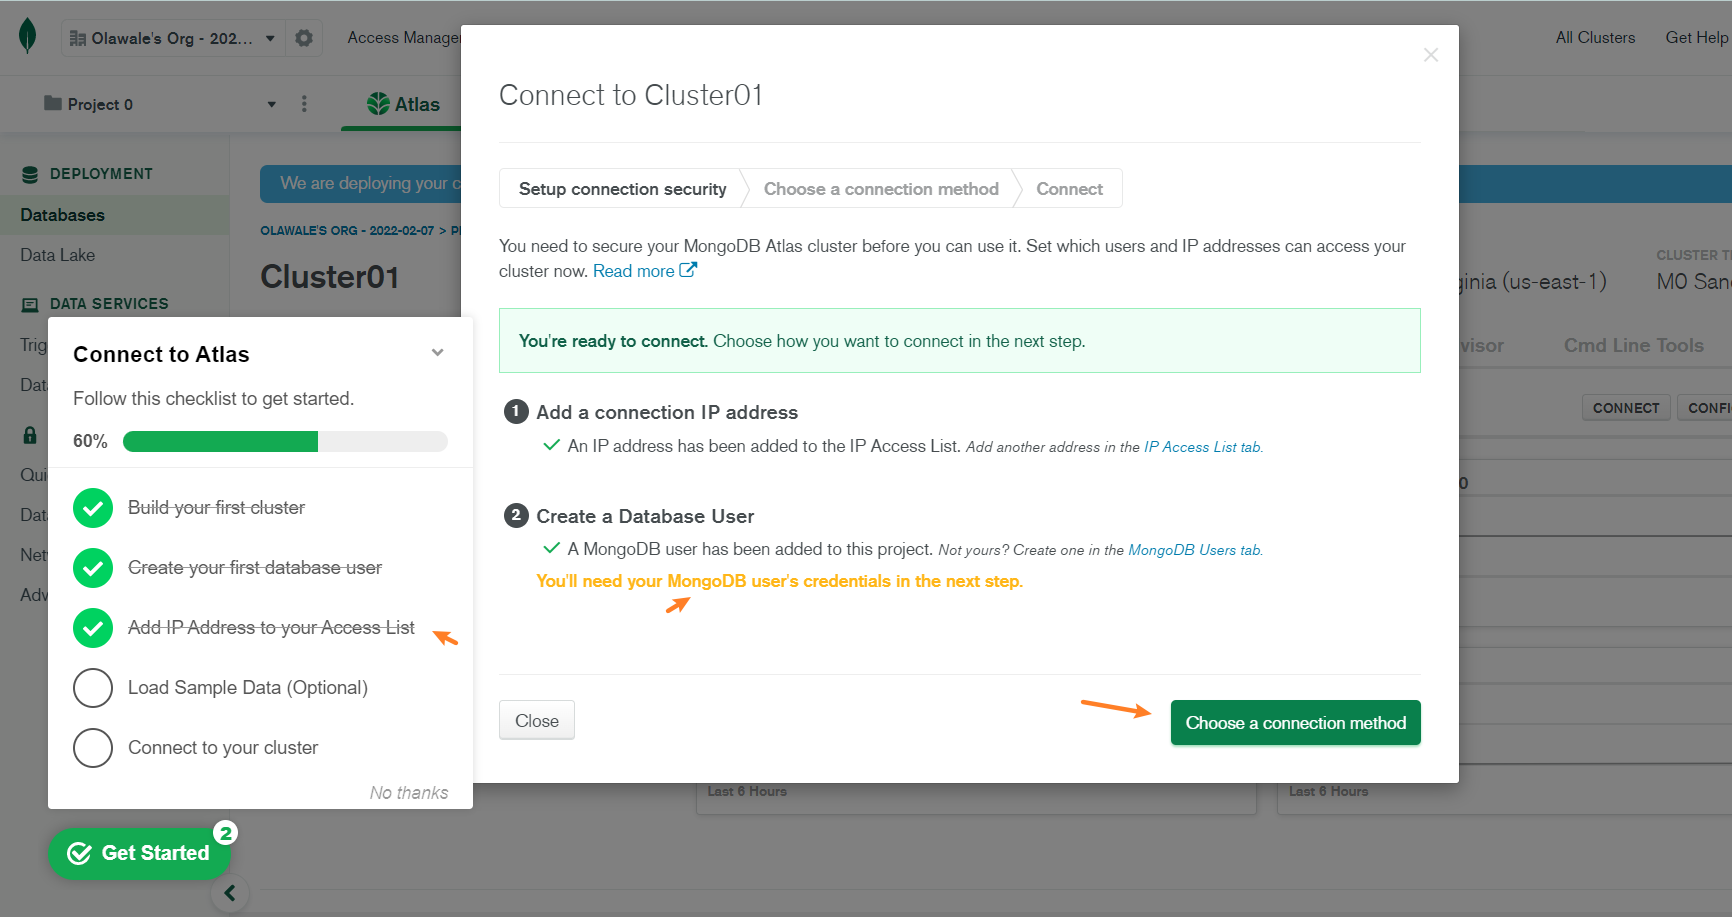 Olawale's Org - 202...
Access Manager
All Clusters
Get Help
Project 0
Atlas
DEPLOYMENT
Databases
Data Lake
DATA SERVICES
We are deploying your c
OLAWALE'S ORG - 2022-02-07 >
Cluster01
Connect to Atlas
Follow this checklist to get started.
60%
Build your first cluster
Create your first database user
Add IP Address to your Access List
Load Sample Data (Optional)
Connect to your cluster
No thanks
Get Started
2
Connect to Cluster01
Setup connection security
Choose a connection method
Connect
You need to secure your MongoDB Atlas cluster before you can use it. Set which users and IP addresses can access your
cluster now. Read more
You're ready to connect. Choose how you want to connect in the next step.
1 Add a connection IP address
An IP address has been added to the IP Access List. Add another address in the IP Access List tab.
2 Create a Database User
A MongoDB user has been added to this project. Not yours? Create one in the MongoDB Users tab.
You'll need your MongoDB user's credentials in the next step.
Close
Choose a connection method
ginia (us-east-1)
CLUSTER T
M0 San
visor
Cmd Line Tools
CONNECT
CONFI
0
Last 6 Hours
Last 6 Hours